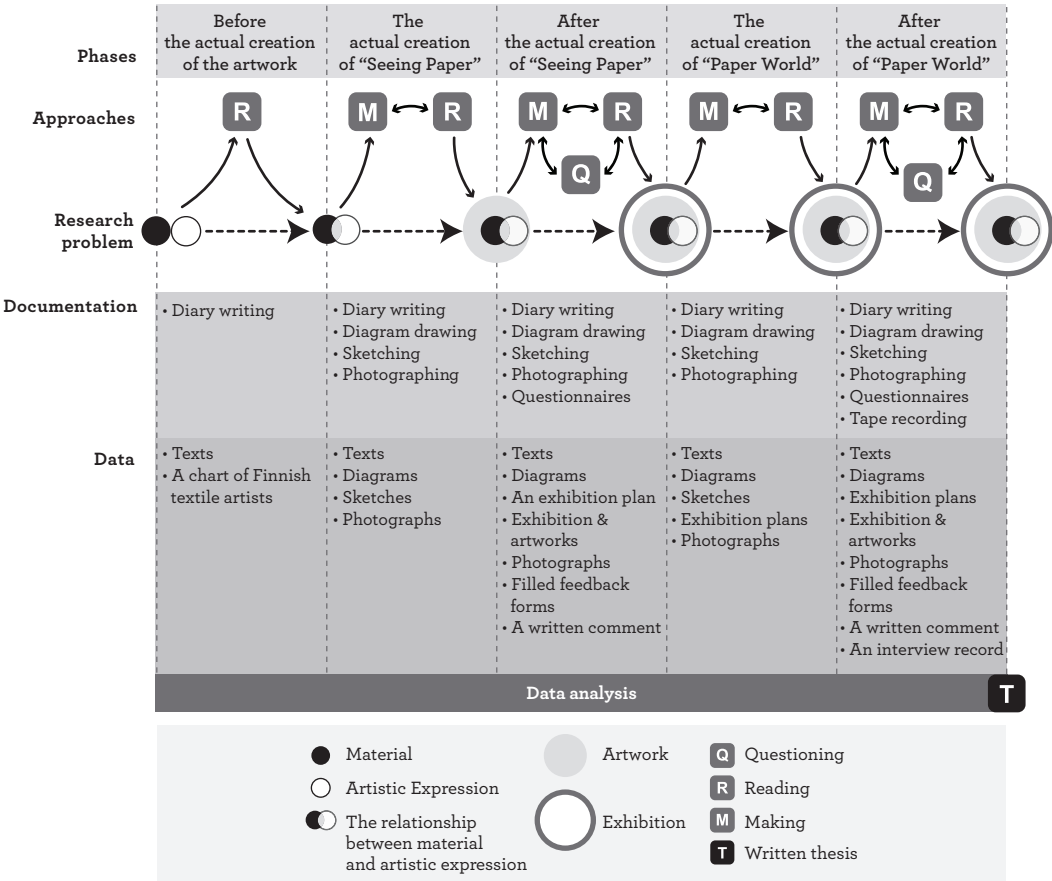 Phases
Before
the actual creation
of the artwork
The
actual creation
of “Seeing Paper”
After
the actual creation
of “Seeing Paper”
The
actual creation
of “Paper World”
After
the actual creation
of “Paper World”
Approaches
R
M R
M R
Q
M R
M R
Q
Research
problem
Documentation
• Diary writing
• Diary writing
• Diagram drawing
• Sketching
• Photographing
• Diary writing
• Diagram drawing
• Sketching
• Photographing
• Questionnaires
• Diary writing
• Diagram drawing
• Sketching
• Photographing
• Diary writing
• Diagram drawing
• Sketching
• Photographing
• Questionnaires
• Tape recording
Data
• Texts
• A chart of Finnish
textile artists
• Texts
• Diagrams
• Sketches
• Photographs
• Texts
• Diagrams
• An exhibition plan
• Exhibition &
artworks
• Photographs
• Filled feedback
forms
• A written comment
• Texts
• Diagrams
• Sketches
• Exhibition plans
• Photographs
• Texts
• Diagrams
• Exhibition plans
• Exhibition &
artworks
• Photographs
• Filled feedback
forms
• A written comment
• An interview record
Data analysis
T
Material
Artistic Expression
The relationship
between material
and artistic expression
Artwork
Exhibition
Q Questioning
R Reading
M Making
T Written thesis